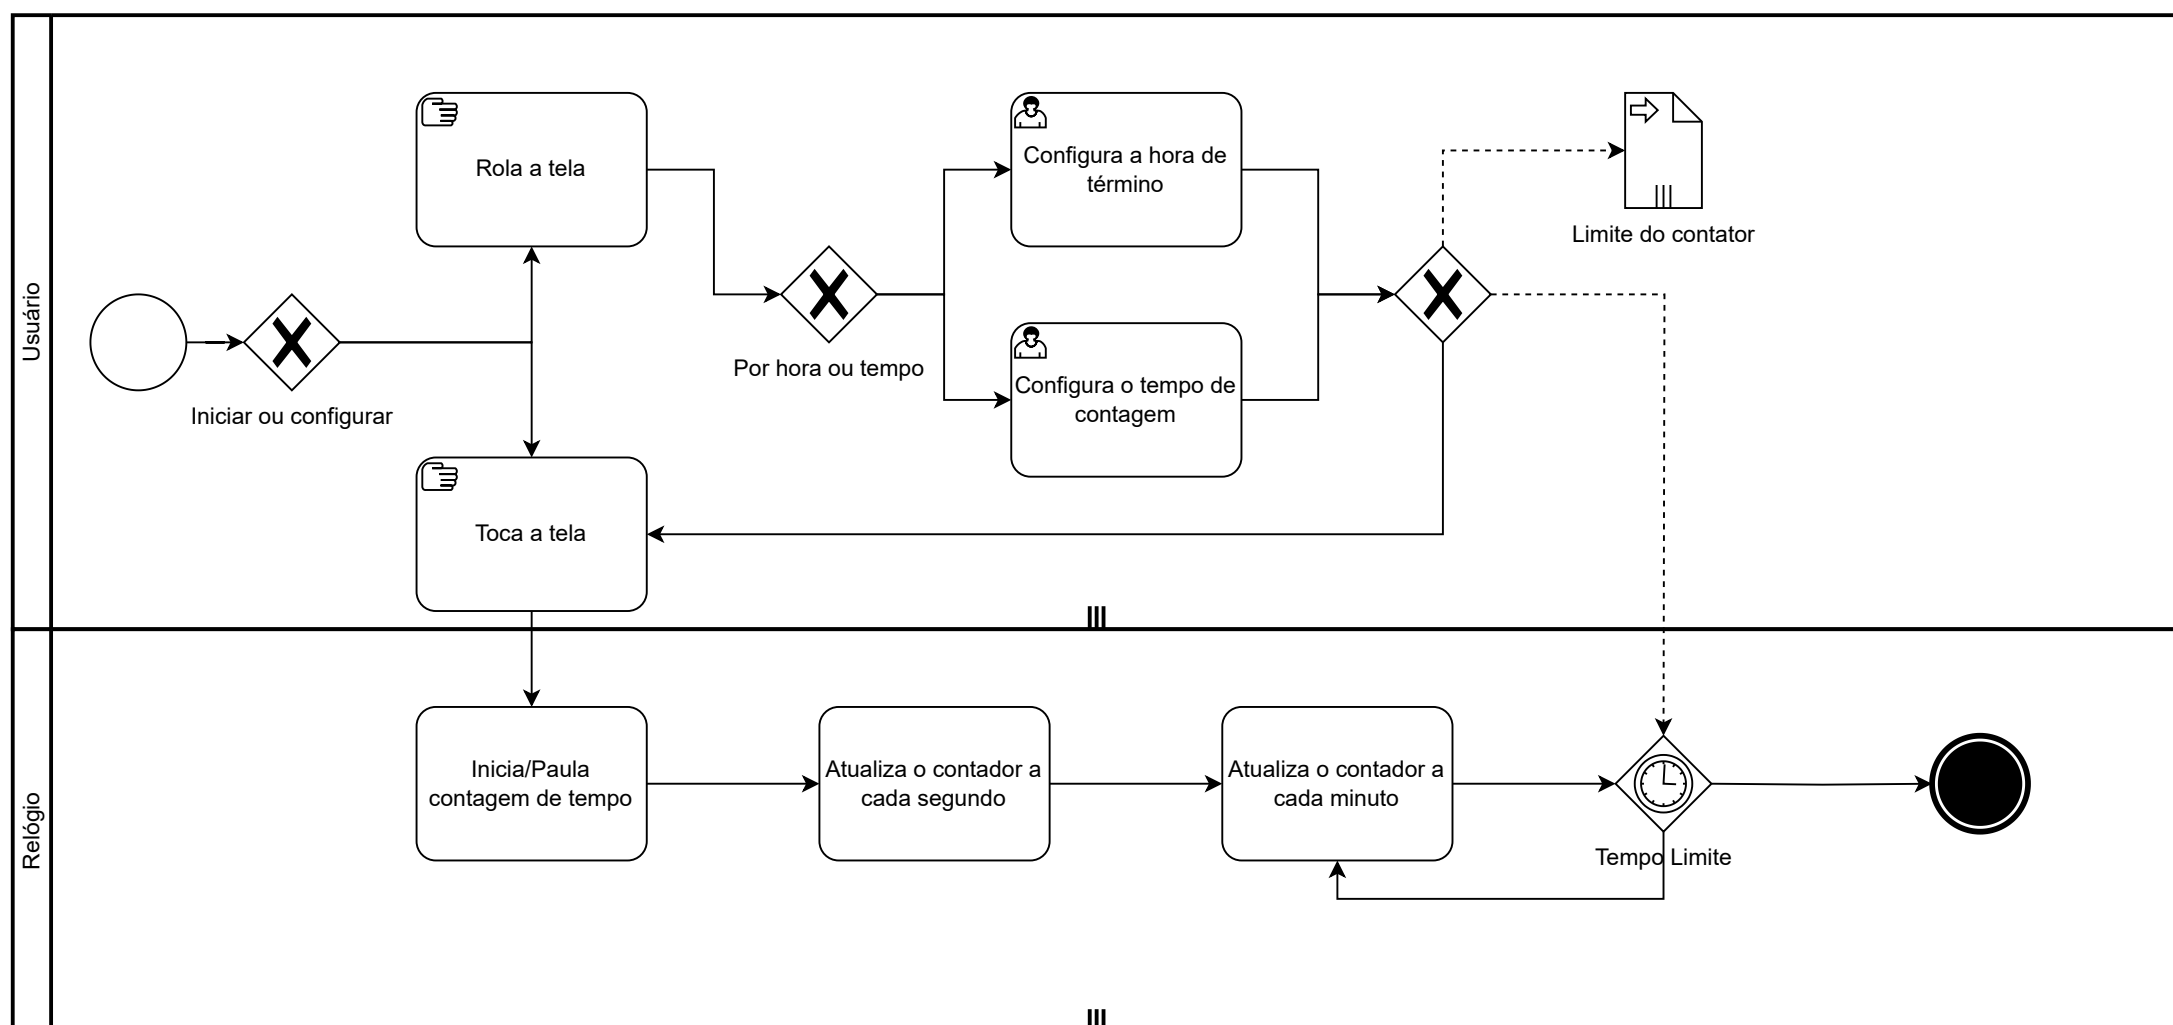 Usuário
Rola a tela
Configura a hora de
término
Limite do contator
Iniciar ou configurar
Por hora ou tempo
Configura o tempo de
contagem
Toca a tela
Relógio
Inicia/Paula
contagem de tempo
Atualiza o contador a
cada segundo
Atualiza o contador a
cada minuto
Tempo Limite